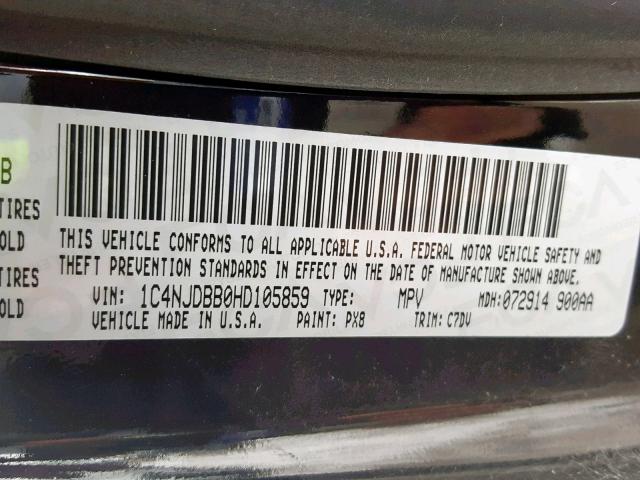 B
TIRES
OLD
TIRES
OLD
THIS VEHICLE CONFORMS TO ALL APPLICABLE U.S.A. FEDERAL MOTOR VEHICLE SAFETY AND
THEFT PREVENTION STANDARDS IN EFFECT ON THE DATE OF MANUFACTURE SHOWN ABOVE.
VIN: 1C4NJDBB0HD105859 TYPE: MPV MDH:072914 900AA
VEHICLE MADE IN U.S.A. PAINT: PX8 TRIM: C7DV